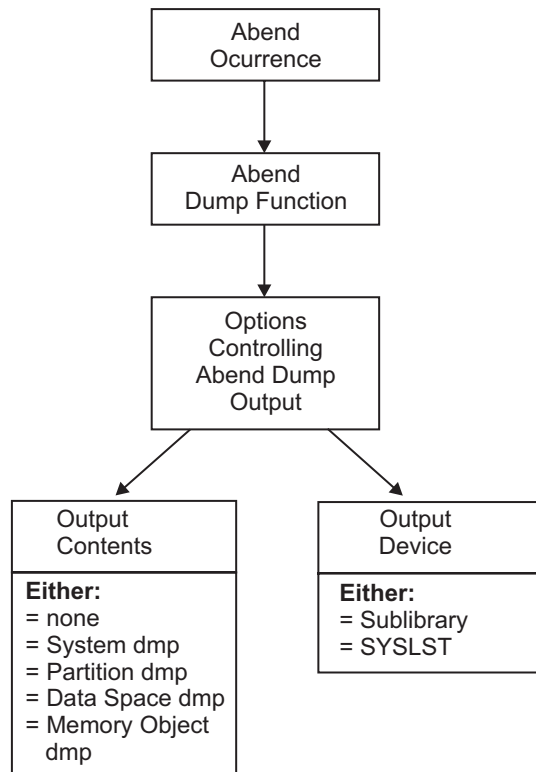 Abend
Ocurrence
Abend
Dump Function
Options
Controlling
Abend Dump
Output
Output
Contents
Either:
= none
= System dmp
= Partition dmp
= Data Space dmp
= Memory Object
dmp
Output
Device
Either:
= Sublibrary
= SYSLST